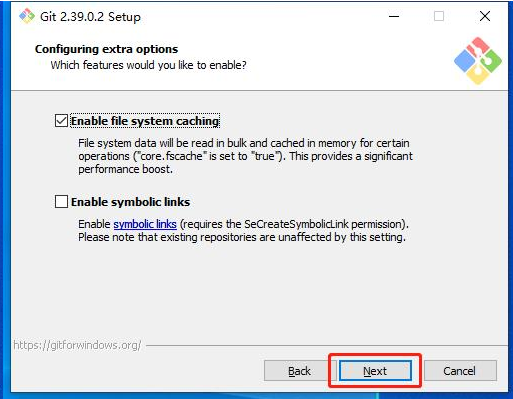 Git 2.39.0.2 Setup
Configuring extra options
Which features would you like to enable?
Enable file system caching
File system data will be read in bulk and cached in memory for certain
operations ("core.fscache" is set to "true"). This provides a significant
performance boost.
Enable symbolic links
Enable symbolic links (requires the SeCreateSymbolicLink permission).
Please note that existing repositories are unaffected by this setting.
https://gitforwindows.org/
Back Next Cancel